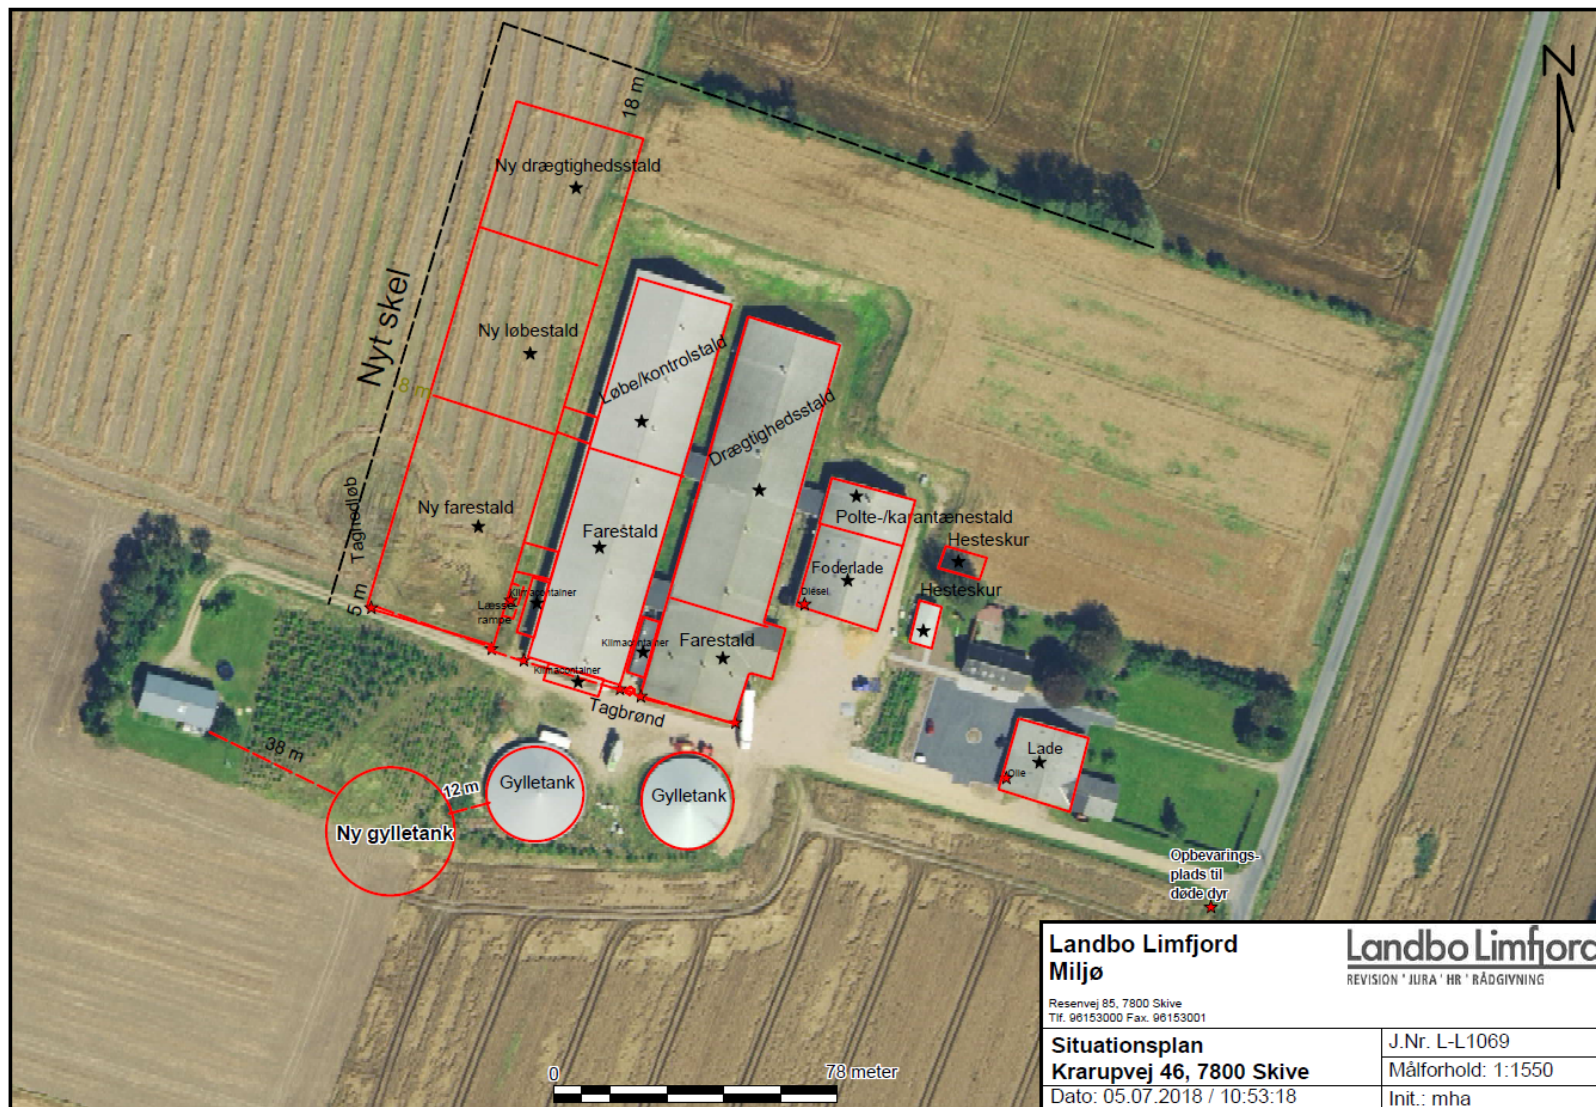 N
18 m
Ny drægtighedsstald
Nyt skel
Ny løbestald
8 m
Løbe/kontrolstald
Drægtighedsstald
Tagnedløb
Ny farestald
Farestald
Polte-/karantænestald
Hesteskur
Foderlade
Diesel
Hesteskur
5 m
Klimacontainer
Læsse
rampe
Klimacontainer
Farestald
Klimacontainer
Tagbrønd
38 m
12 m
Gylletank
Gylletank
Ny gylletank
Lade
Olie
Opbevarings-
plads til
døde dyr
0
78 meter
Landbo Limfjord
Miljø
Landbo Limfjord
REVISION ' JURA ' HR ' RÅDGIVNING
Resenvej 85, 7800 Skive
Tlf. 96153000 Fax. 96153001
Situationsplan
Krarupvej 46, 7800 Skive
Dato: 05.07.2018 / 10:53:18
J.Nr. L-L1069
Målforhold: 1:1550
Init.: mha